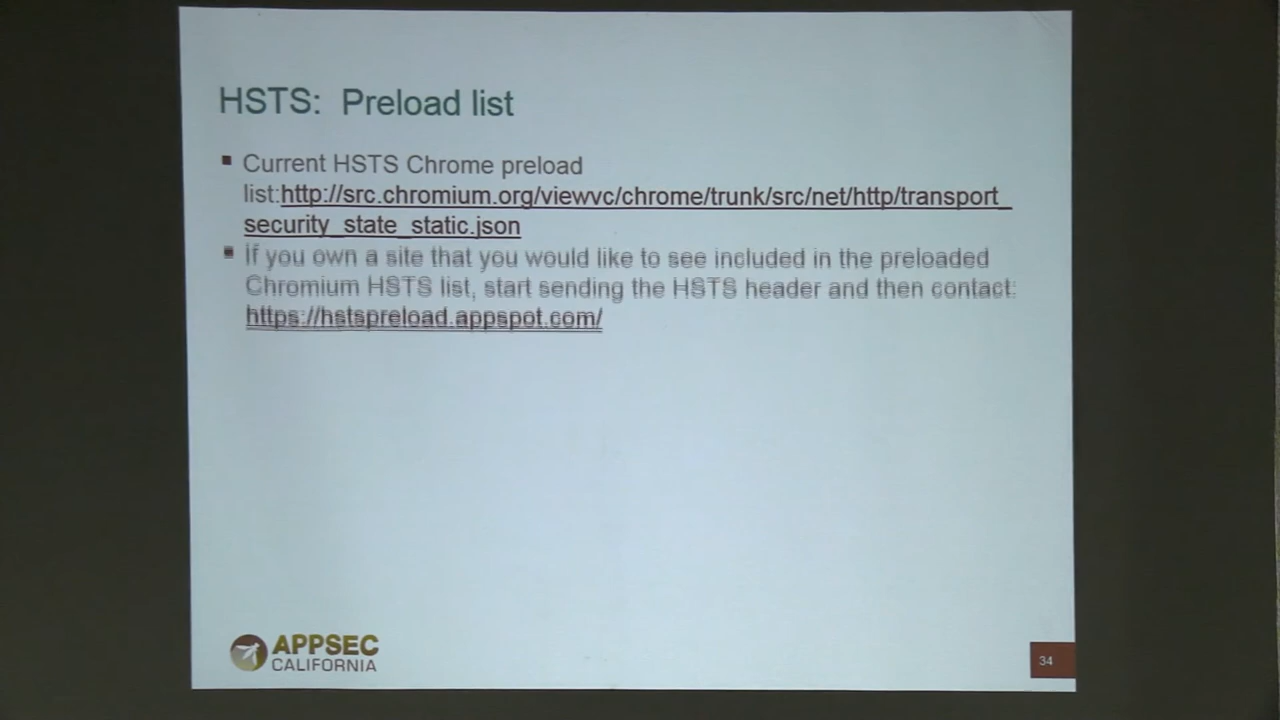 HSTS:  Preload list
▪ Current HSTS Chrome preload
list:http://src.chromium.org/viewvc/chrome/trunk/src/net/http/transport_
security_state_static.json
▪ If you own a site that you would like to see included in the preloaded
Chromium HSTS list, start sending the HSTS header and then contact:
https://hstspreload.appspot.com/
APPSEC
CALIFORNIA
34